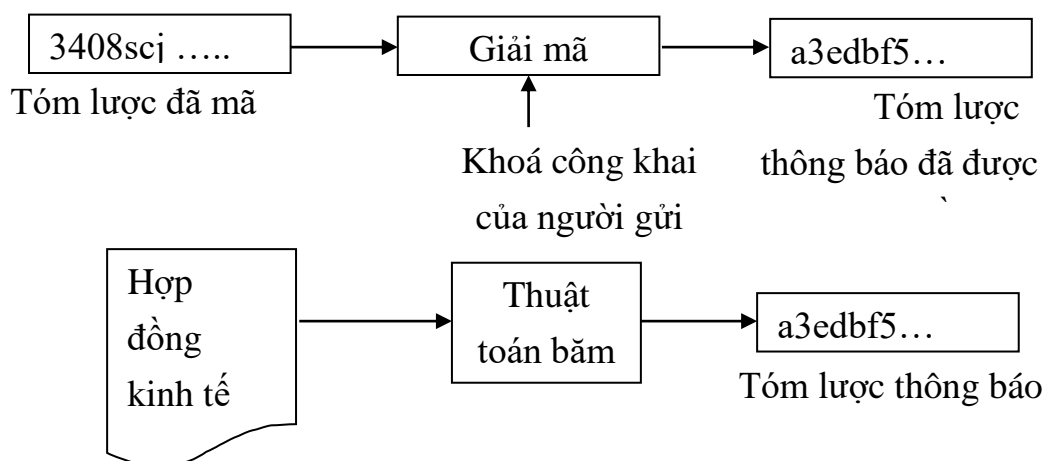 3408scj …..
Giải mã
a3edbf5…
Tóm lược đã mã
Tóm lược
thông báo đã được
Khoá công khai
của người gửi
Hợp
đồng
kinh tế
Thuật
toán băm
a3edbf5…
Tóm lược thông báo